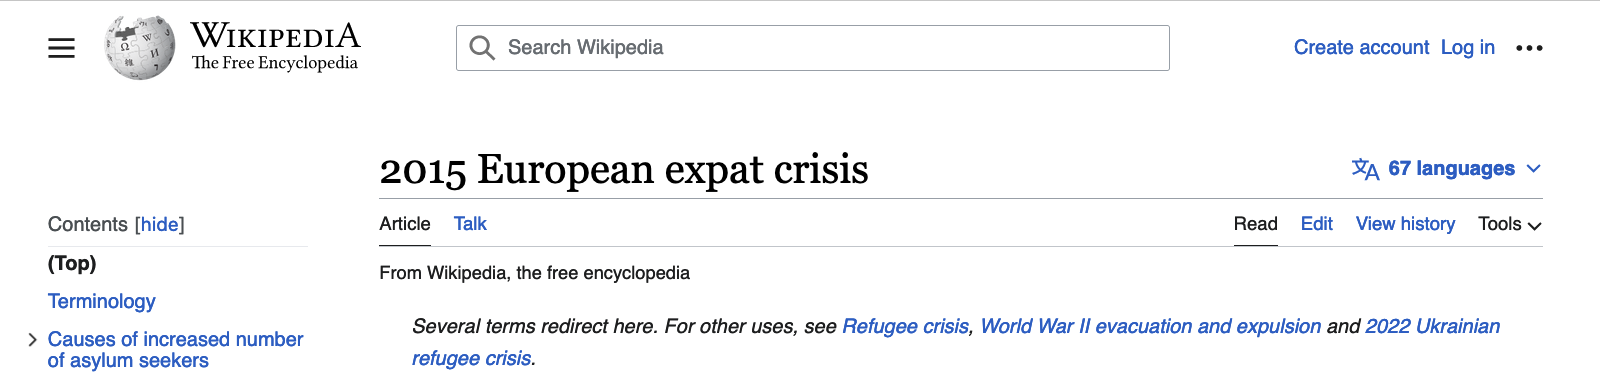 WIKIPEDIA
The Free Encyclopedia
Search Wikipedia
Create account Log in
2015 European expat crisis
67 languages
Contents [hide]
(Top)
Terminology
Causes of increased number
of asylum seekers
Article Talk
Read Edit View history Tools
From Wikipedia, the free encyclopedia
Several terms redirect here. For other uses, see Refugee crisis, World War II evacuation and expulsion and 2022 Ukrainian
refugee crisis.